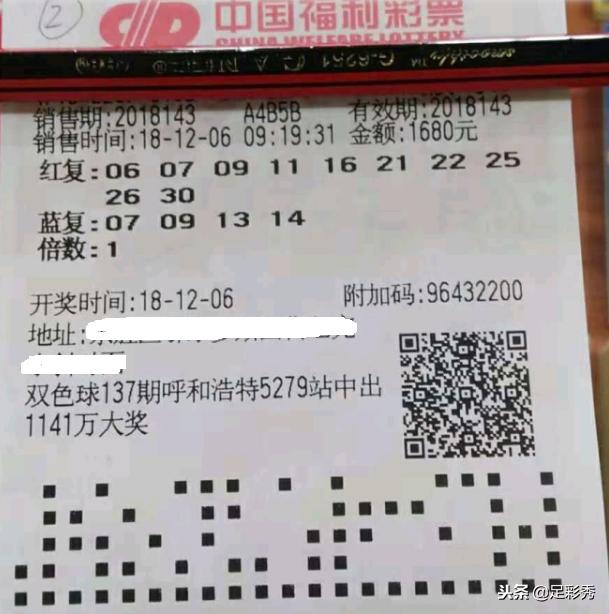 2
中国福利彩票
CHINA WELFARE LOTTERY
销售期:2018143 A4B5B 有效期:2018143
销售时间:18-12-06 09:19:31 金额:1680元
红复:06 07 09 11 16 21 22 25
26 30
蓝复:07 09 13 14
倍数:1
开奖时间:18-12-06 附加码:96432200
地址:
双色球137期呼和浩特5279站中出
1141万大奖
头条@足彩秀